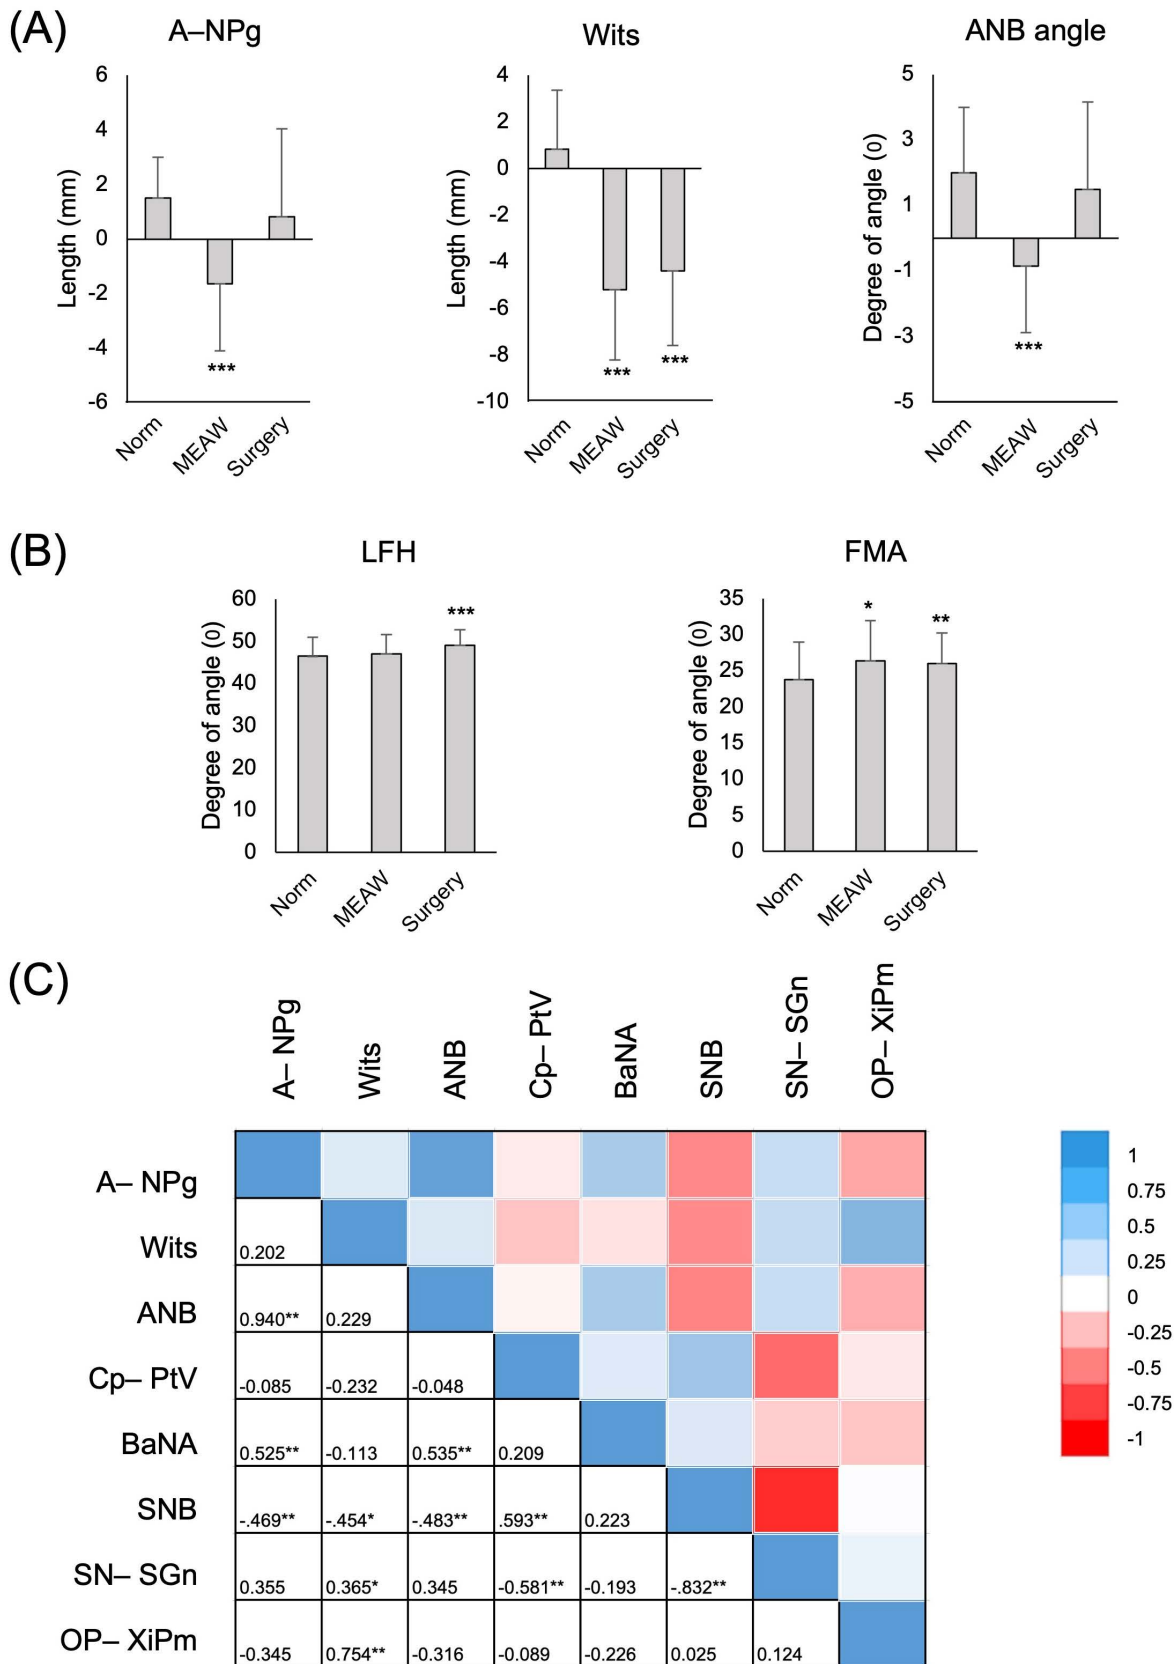 (A)
A–NPg
Wits
ANB angle
Length (mm)
6
4
2
0
-2
-4
-6
***
Norm
MEAW
Surgery
Length (mm)
4
2
0
-2
-4
-6
-8
-10
***
***
Norm
MEAW
Surgery
Degree of angle (0)
5
3
1
-1
-3
-5
***
Norm
MEAW
Surgery
(B)
LFH
FMA
Degree of angle (0)
60
50
40
30
20
10
0
***
Norm
MEAW
Surgery
Degree of angle (0)
35
30
25
20
15
10
5
0
*
**
Norm
MEAW
Surgery
(C)
A– NPg
Wits
ANB
Cp– PtV
BaNA
SNB
SN– SGn
OP– XiPm
A– NPg
Wits
0.202
ANB
0.940** 0.229
Cp– PtV
-0.085 -0.232 -0.048
BaNA
0.525** -0.113 0.535** 0.209
SNB
-.469** -.454* -.483** .593** 0.223
SN– SGn
0.355 0.365* 0.345 -0.581** -0.193 -.832**
OP– XiPm
-0.345 0.754** -0.316 -0.089 -0.226 0.025 0.124
1
0.75
0.5
0.25
0
-0.25
-0.5
-0.75
-1